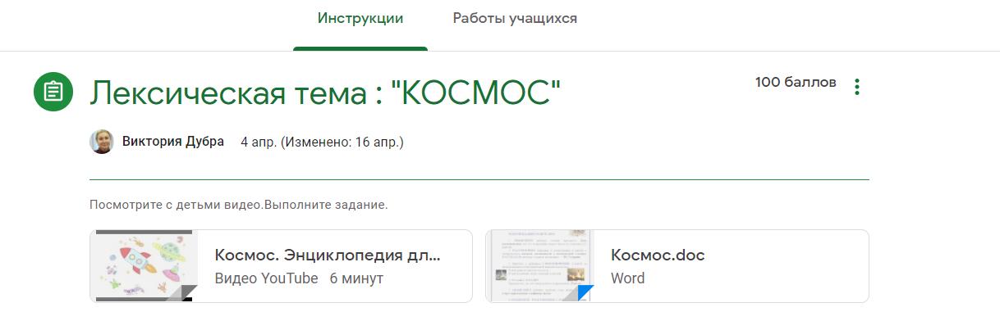 Инструкции Работы учащихся
Лексическая тема : "КОСМОС"
100 баллов
Виктория Дубра 4 апр. (Изменено: 16 апр.)
Посмотрите с детьми видео.Выполните задание.
Космос. Энциклопедия дл...
Видео YouTube 6 минут
Космос.doc
Word